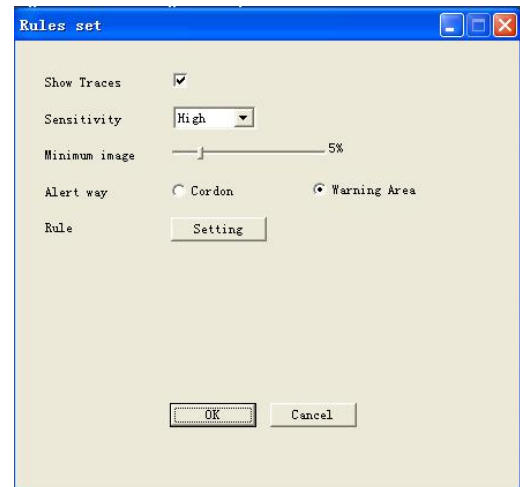 Rules set
Show Traces
Sensitivity High
Minimum image 5%
Alert way Cordon Warning Area
Rule Setting
OK Cancel